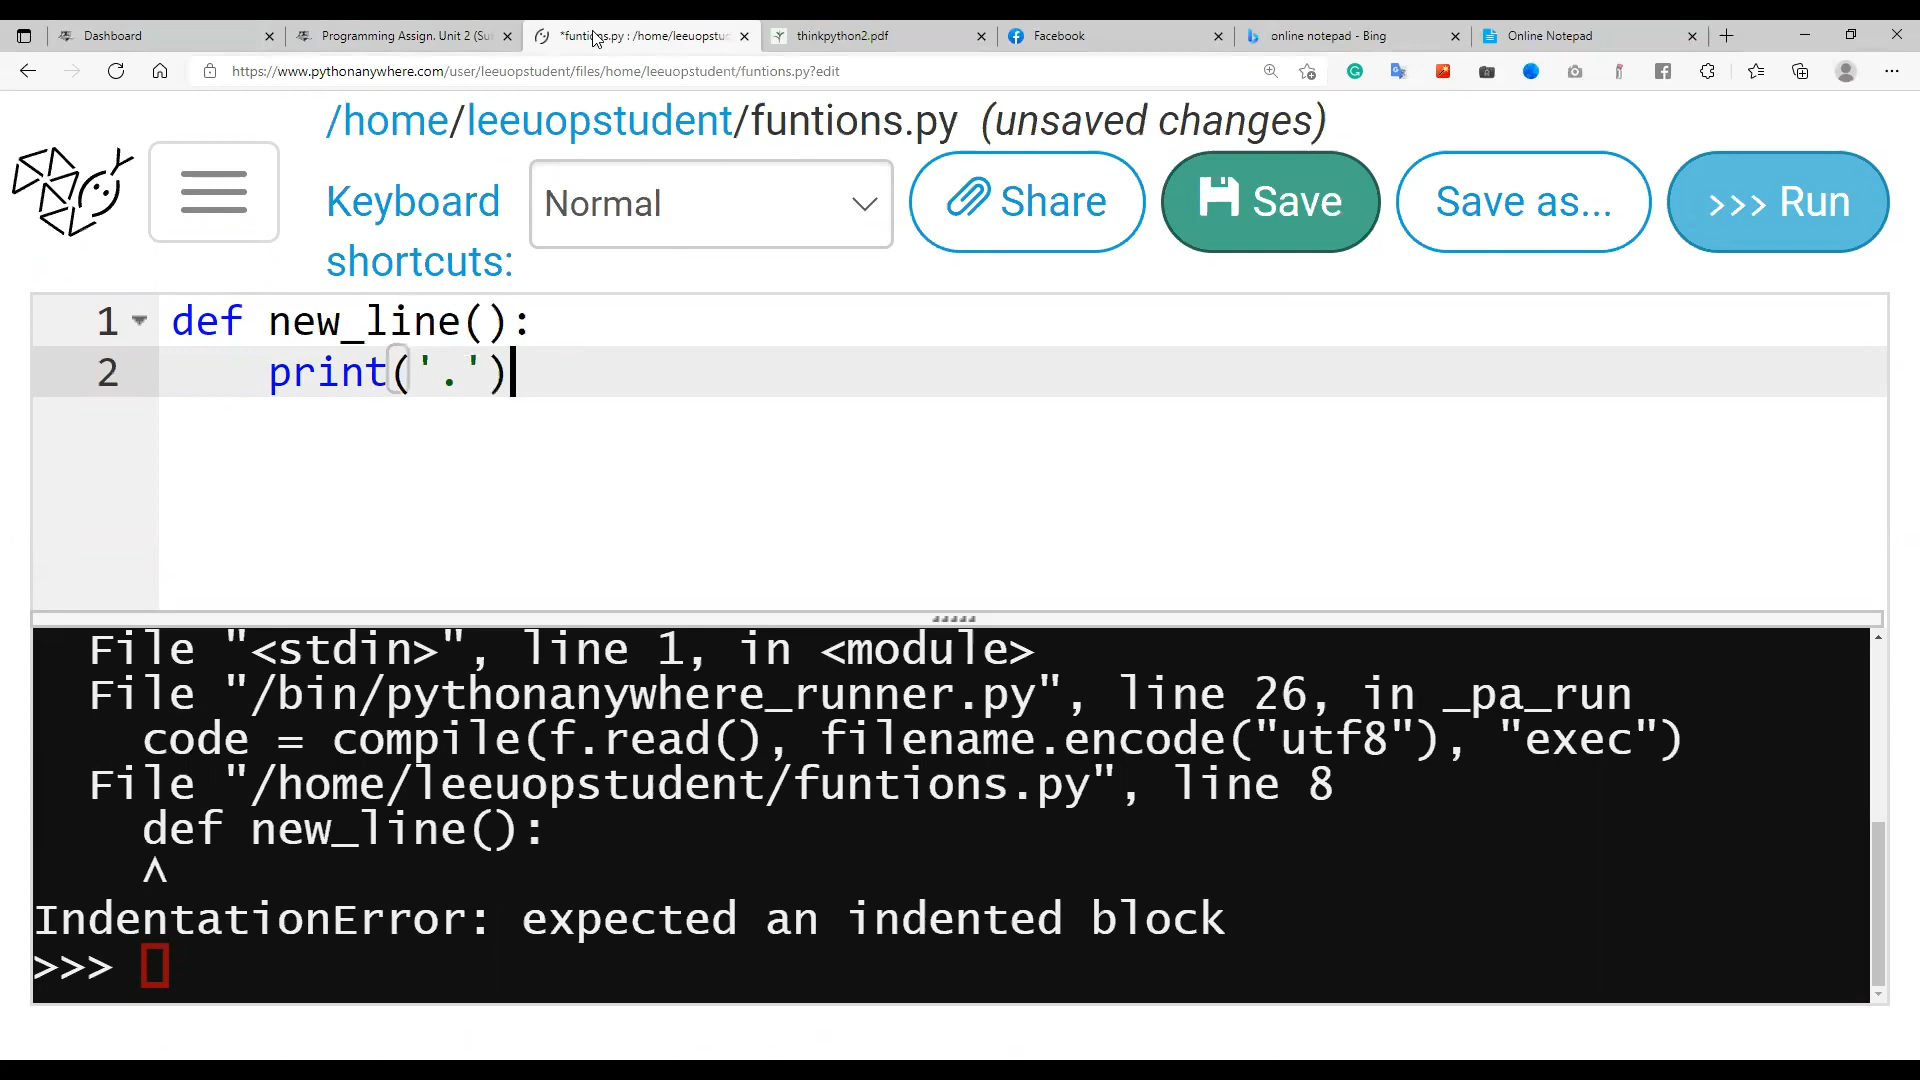 Dashboard
Programming Assign. Unit 2 (Su
*funtions.py : /home/leeuopstu
thinkpython2.pdf
Facebook
online notepad - Bing
Online Notepad
https://www.pythonanywhere.com/user/leeuopstudent/files/home/leeuopstudent/funtions.py?edit
/home/leeuopstudent/funtions.py (unsaved changes)
Keyboard shortcuts:
Normal
Share
Save
Save as...
>>> Run
1 def new_line():
2 print('.')
File "<stdin>", line 1, in <module>
File "/bin/pythonanywhere_runner.py", line 26, in _pa_run
code = compile(f.read(), filename.encode("utf8"), "exec")
File "/home/leeuopstudent/funtions.py", line 8
def new_line():
^
IndentationError: expected an indented block
>>>